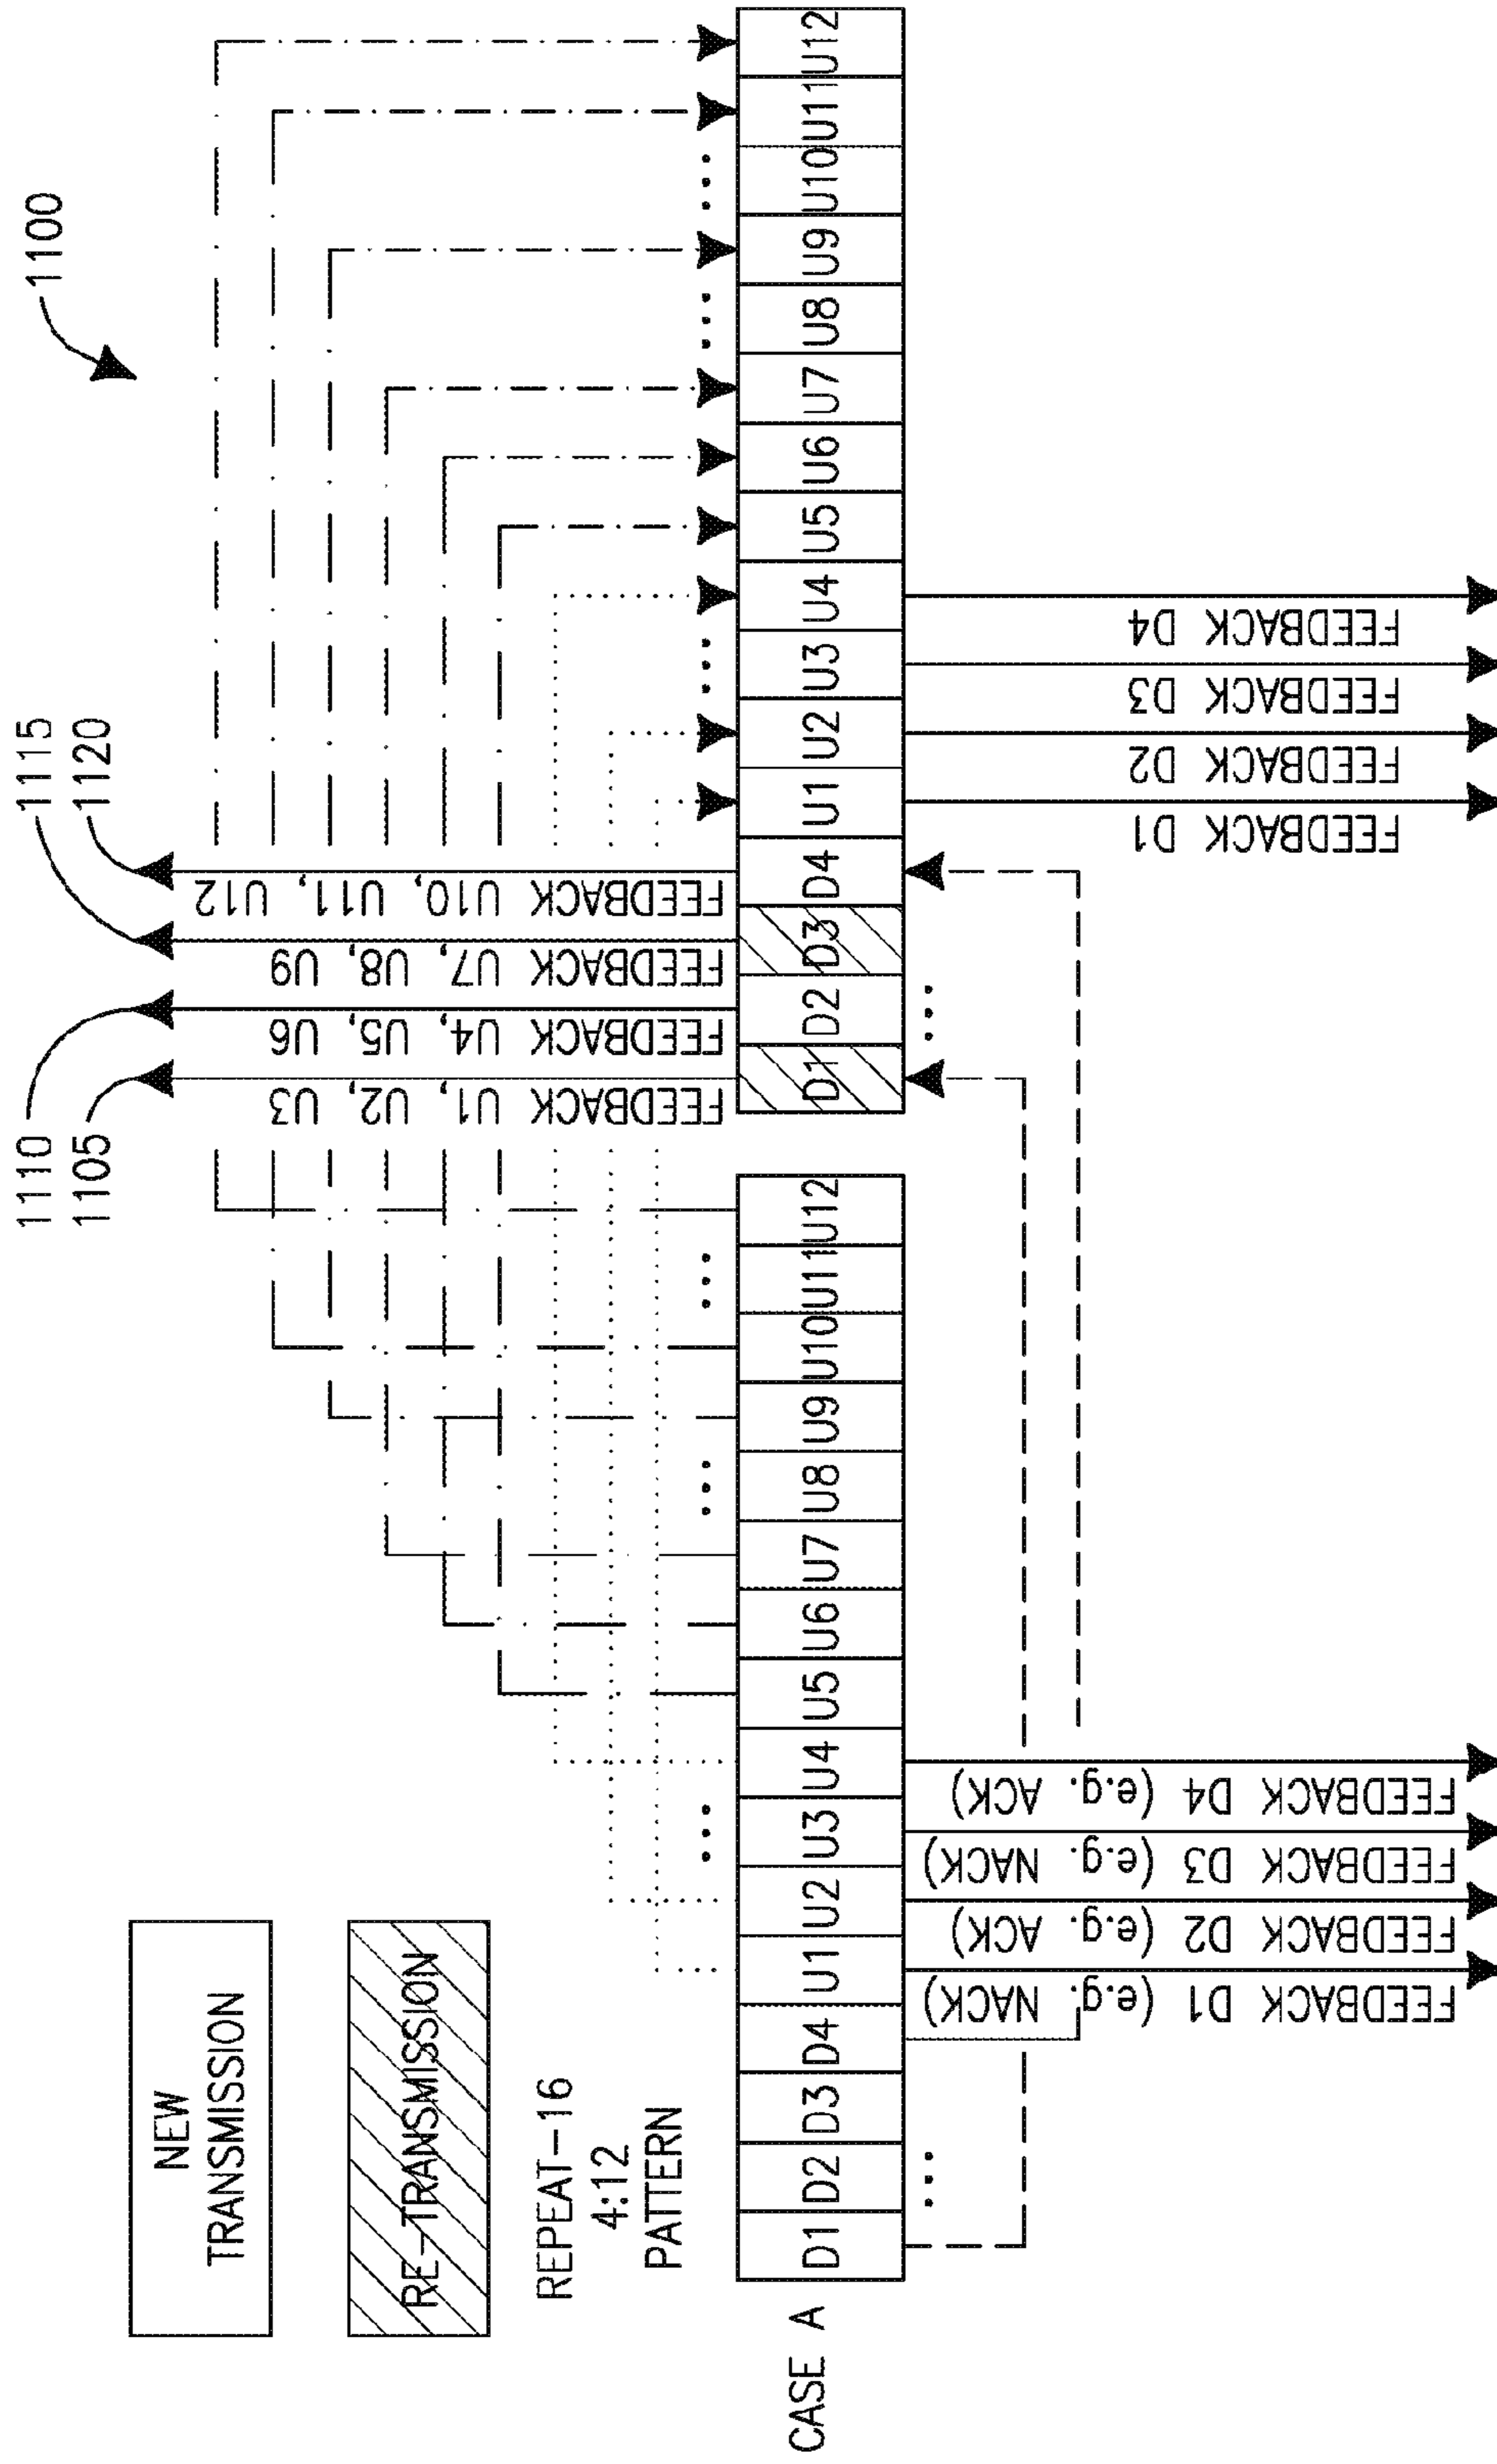 1100
1110
1105
1115
1120
NEW
TRANSMISSION
RE-TRANSMISSION
REPEAT-16
4:12
PATTERN
FEEDBACK U1, U2, U3
FEEDBACK U4, U5, U6
FEEDBACK U7, U8, U9
FEEDBACK U10, U11, U12
CASE A
D1 D2 D3 D4 U1 U2 U3 U4 U5 U6 U7 U8 U9 U10 U11 U12
D1 D2 D3 D4 U1 U2 U3 U4 U5 U6 U7 U8 U9 U10 U11 U12
FEEDBACK D1 (e.g. NACK)
FEEDBACK D2 (e.g. ACK)
FEEDBACK D3 (e.g. NACK)
FEEDBACK D4 (e.g. ACK)
FEEDBACK D1
FEEDBACK D2
FEEDBACK D3
FEEDBACK D4